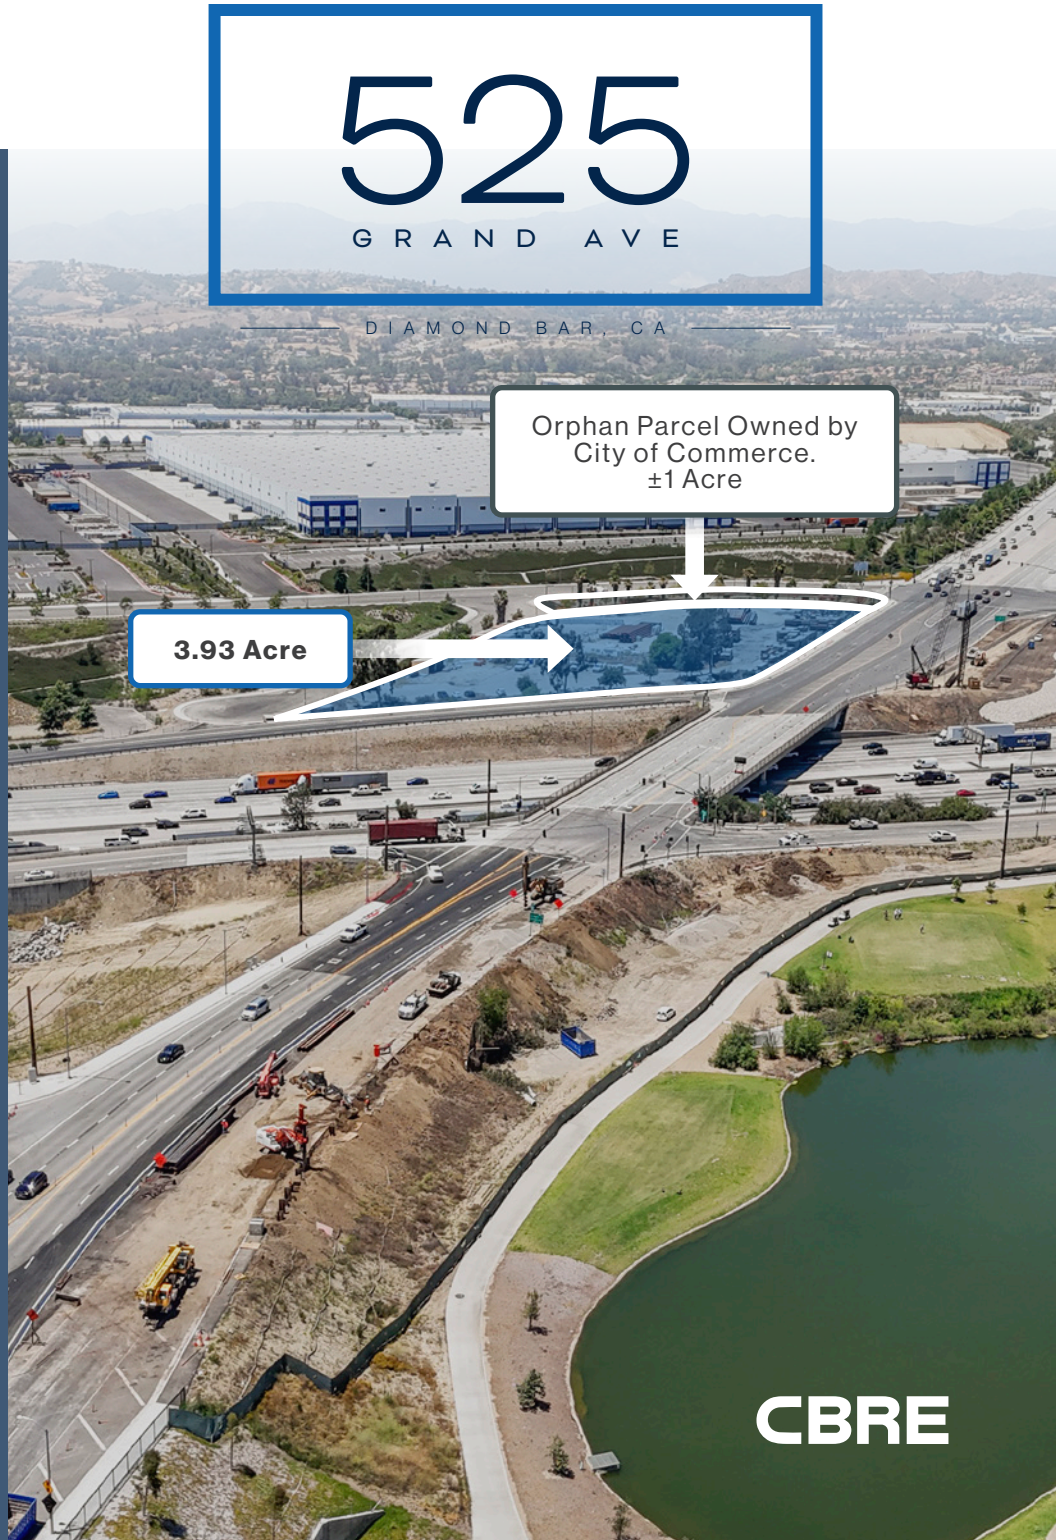 525
GRAND AVE
DIAMOND BAR, CA
Orphan Parcel Owned by
City of Commerce.
±1 Acre
3.93 Acre
CBRE